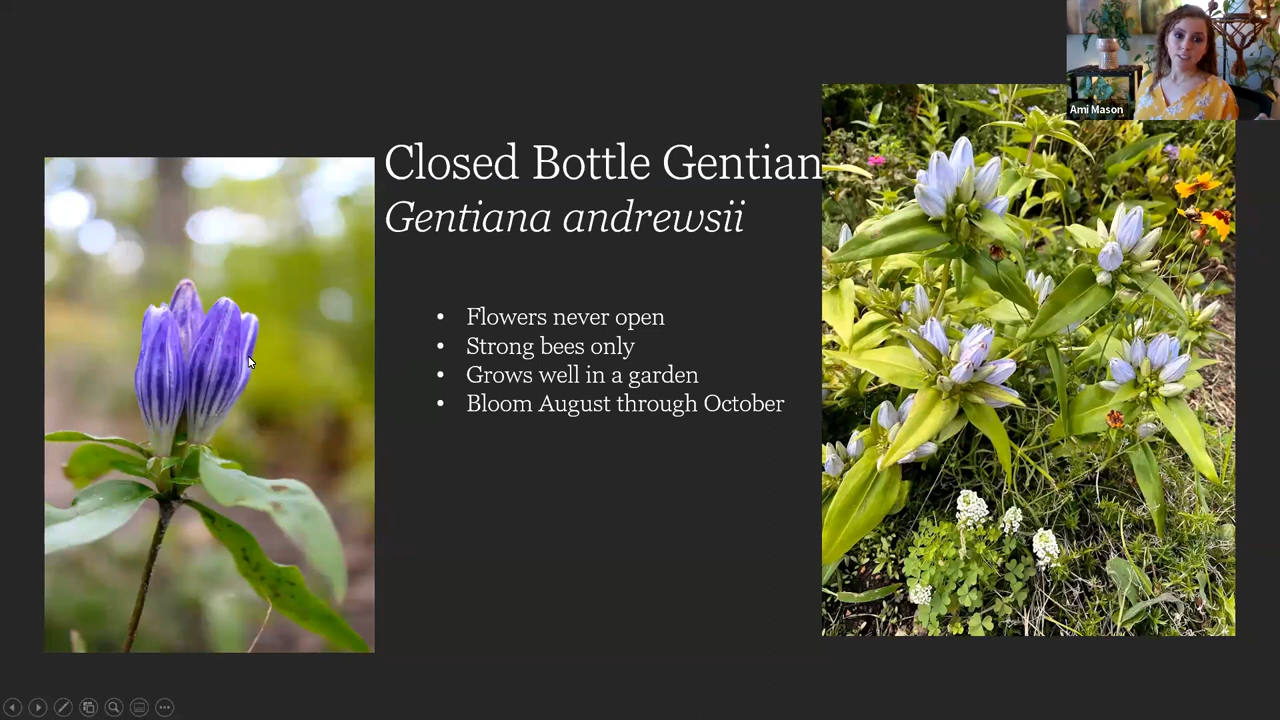 Ami Mason
Closed Bottle Gentian
Gentiana andrewsii
• Flowers never open
• Strong bees only
• Grows well in a garden
• Bloom August through October